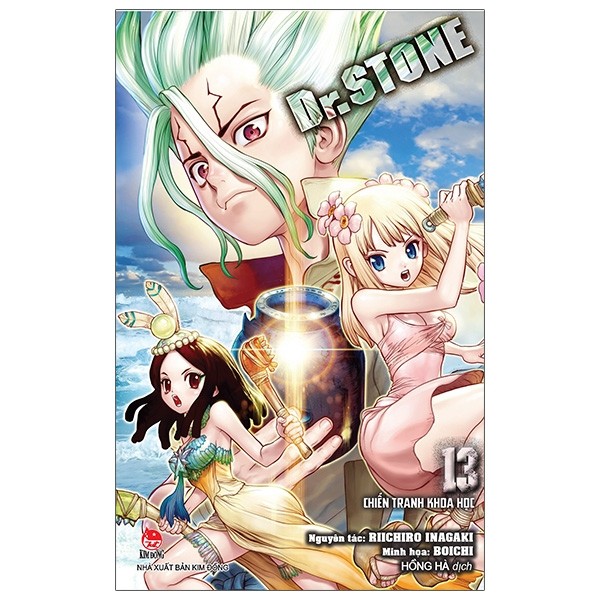 Dr.STONE
13
CHIẾN TRANH KHOA HỌC
Nguyên tác: RIICHIRO INAGAKI
Minh họa: BOICHI
HỒNG HÀ dịch
KIM ĐỒNG
NHÀ XUẤT BẢN KIM ĐỒNG